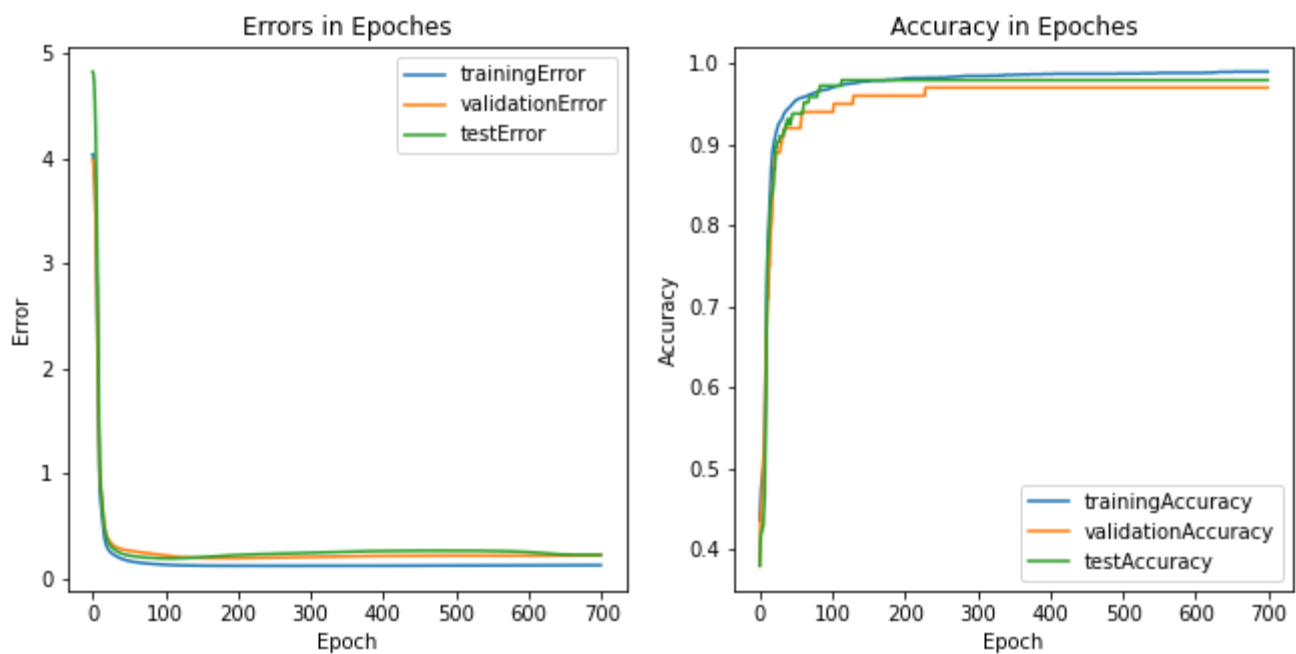 Errors in Epoches
5
4
3
2
1
0
Error
trainingError
validationError
testError
0 100 200 300 400 500 600 700
Epoch
Accuracy in Epoches
1.0
0.9
0.8
0.7
0.6
0.5
0.4
Accuracy
trainingAccuracy
validationAccuracy
testAccuracy
0 100 200 300 400 500 600 700
Epoch